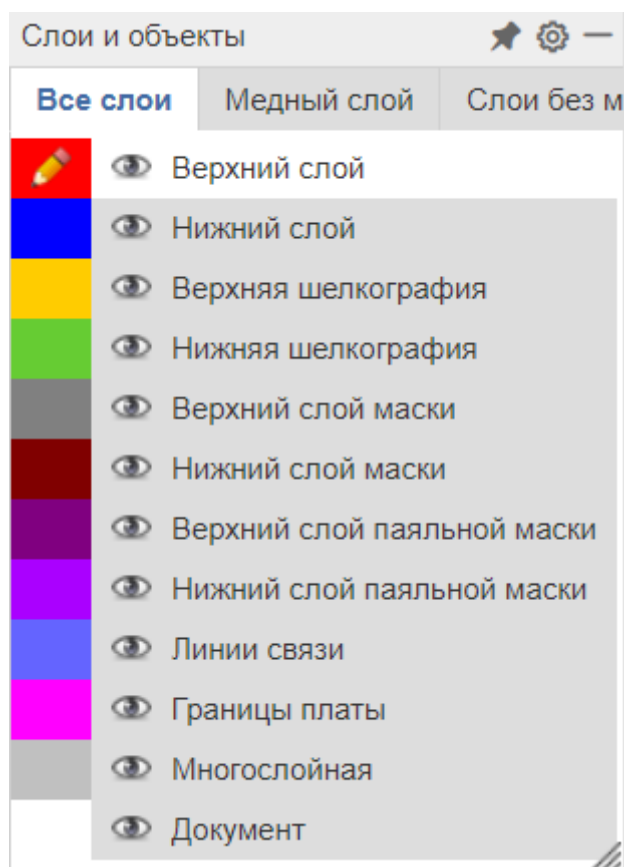 Слои и объекты
Все слои Медный слой Слои без м
Верхний слой
Нижний слой
Верхняя шелкография
Нижняя шелкография
Верхний слой маски
Нижний слой маски
Верхний слой паяльной маски
Нижний слой паяльной маски
Линии связи
Границы платы
Многослойная
Документ